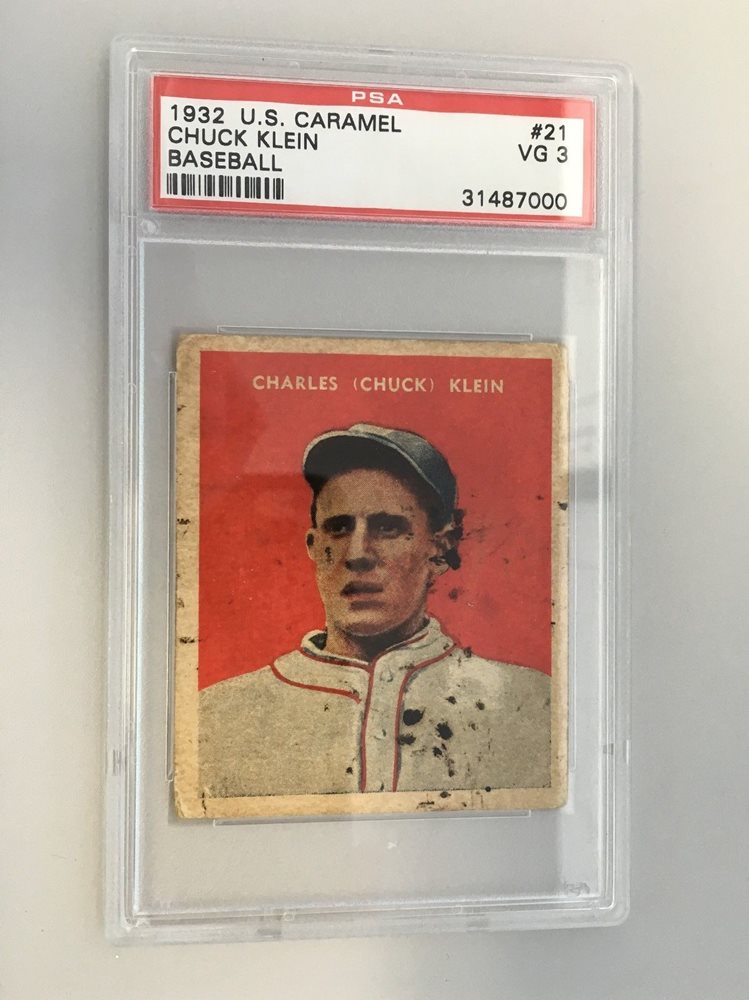 PSA
1932 U.S. CARAMEL #21
CHUCK KLEIN VG 3
BASEBALL
31487000
CHARLES (CHUCK) KLEIN